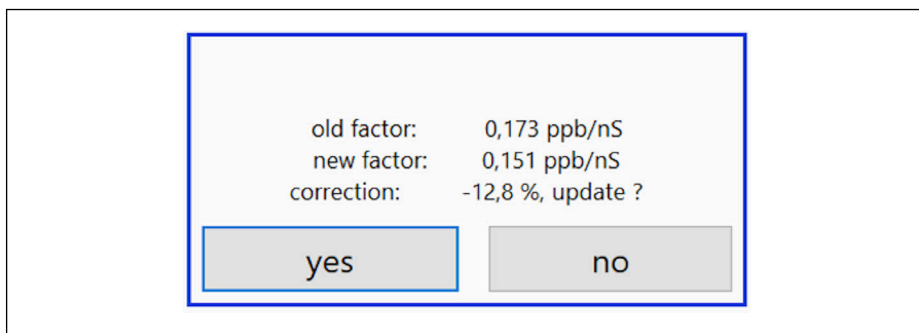 old factor: 0,173 ppb/nS
new factor: 0,151 ppb/nS
correction: -12,8 %, update ?
yes no